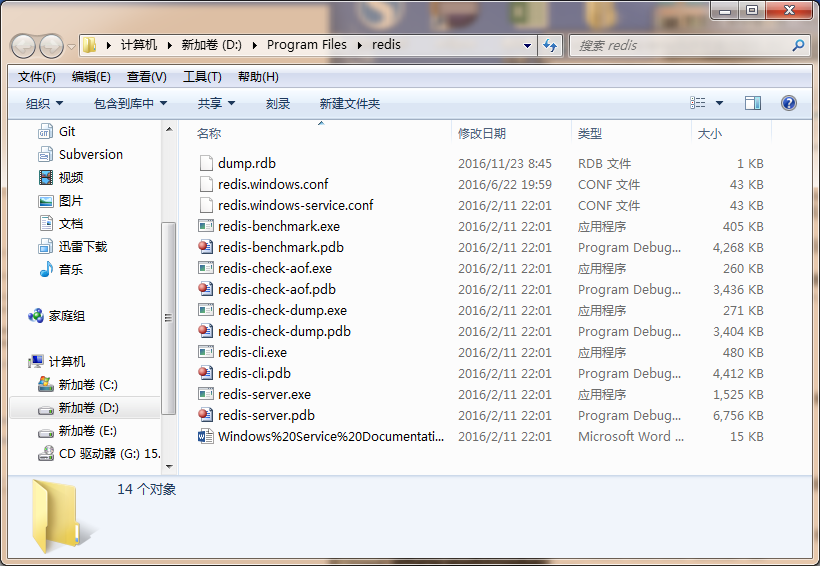 计算机 新加卷 (D:) Program Files redis
搜索 redis
文件(F) 编辑(E) 查看(V) 工具(T) 帮助(H)
组织 包含到库中 共享 刻录 新建文件夹
Git
Subversion
视频
图片
文档
迅雷下载
音乐
家庭组
计算机
新加卷 (C:)
新加卷 (D:)
新加卷 (E:)
CD 驱动器 (G:) 15.
名称 修改日期 类型 大小
dump.rdb 2016/11/23 8:45 RDB 文件 1 KB
redis.windows.conf 2016/6/22 19:59 CONF 文件 43 KB
redis.windows-service.conf 2016/2/11 22:01 CONF 文件 43 KB
redis-benchmark.exe 2016/2/11 22:01 应用程序 405 KB
redis-benchmark.pdb 2016/2/11 22:01 Program Debug... 4,268 KB
redis-check-aof.exe 2016/2/11 22:01 应用程序 260 KB
redis-check-aof.pdb 2016/2/11 22:01 Program Debug... 3,436 KB
redis-check-dump.exe 2016/2/11 22:01 应用程序 271 KB
redis-check-dump.pdb 2016/2/11 22:01 Program Debug... 3,404 KB
redis-cli.exe 2016/2/11 22:01 应用程序 480 KB
redis-cli.pdb 2016/2/11 22:01 Program Debug... 4,412 KB
redis-server.exe 2016/2/11 22:01 应用程序 1,525 KB
redis-server.pdb 2016/2/11 22:01 Program Debug... 6,756 KB
Windows%20Service%20Documentati... 2016/2/11 22:01 Microsoft Word ... 15 KB
14 个对象